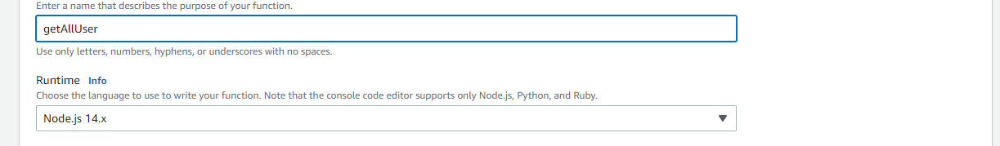 Enter a name that describes the purpose of your function.
getAllUser
Use only letters, numbers, hyphens, or underscores with no spaces.
Runtime Info
Choose the language to use to write your function. Note that the console code editor supports only Node.js, Python, and Ruby.
Node.js 14.x